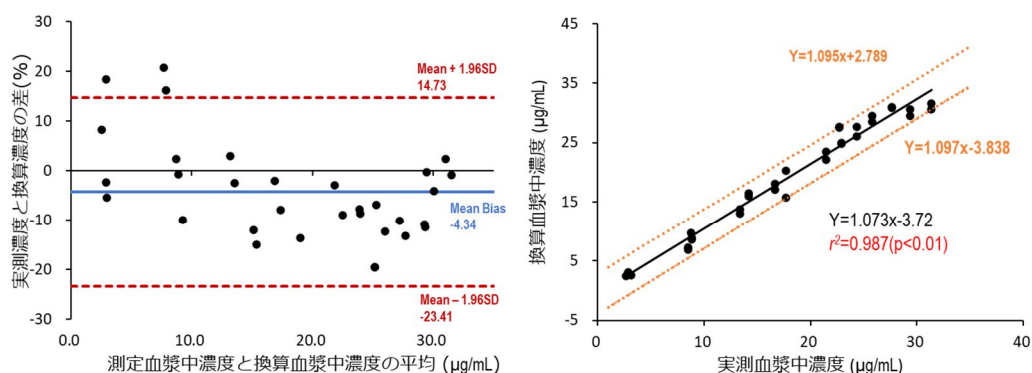 実測濃度と換算濃度の差(%)
30
20
10
0
-10
-20
-30
Mean + 1.96SD
14.73
Mean Bias
-4.34
Mean – 1.96SD
-23.41
0.0
10.0
20.0
30.0
測定血漿中濃度と換算血漿中濃度の平均 (μg/mL)
換算血漿中濃度 (μg/mL)
45
35
25
15
5
-5
Y=1.095x+2.789
Y=1.097x-3.838
Y=1.073x-3.72
r²=0.987(p<0.01)
0
10
20
30
40
実測血漿中濃度 (μg/mL)